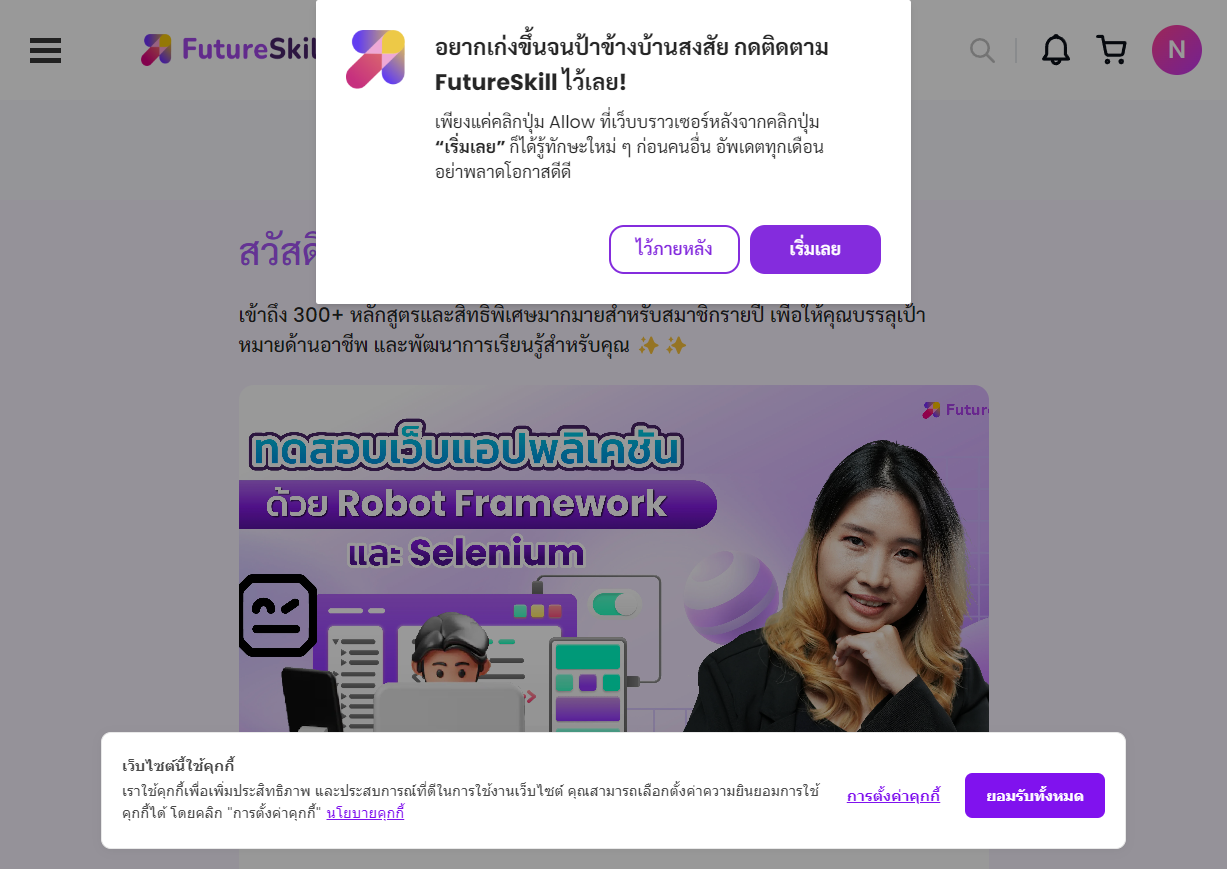 FutureSkil
อยากเก่งขึ้นจนป้าข้างบ้านสงสัย กดติดตาม
FutureSkill ไว้เลย!
เพียงแค่คลิกปุ่ม Allow ที่เว็บบราวเซอร์หลังจากคลิกปุ่ม
“เริ่มเลย” ก็ได้รู้ทักษะใหม่ ๆ ก่อนคนอื่น อัพเดตทุกเดือน
อย่าพลาดโอกาสดีดี
ไว้ภายหลัง
เริ่มเลย
N
สวัสดี
เข้าถึง 300+ หลักสูตรและสิทธิพิเศษมากมายสำหรับสมาชิกรายปี เพื่อให้คุณบรรลุเป้า
หมายด้านอาชีพ และพัฒนาการเรียนรู้สำหรับคุณ ✨ ✨
Future
ทดสอบเว็บแอปพลิเคชัน
ด้วย Robot Framework
และ Selenium
เว็บไซต์นี้ใช้คุกกี้
เราใช้คุกกี้เพื่อเพิ่มประสิทธิภาพ และประสบการณ์ที่ดีในการใช้งานเว็บไซต์ คุณสามารถเลือกตั้งค่าความยินยอมการใช้
คุกกี้ได้ โดยคลิก "การตั้งค่าคุกกี้" นโยบายคุกกี้
การตั้งค่าคุกกี้
ยอมรับทั้งหมด